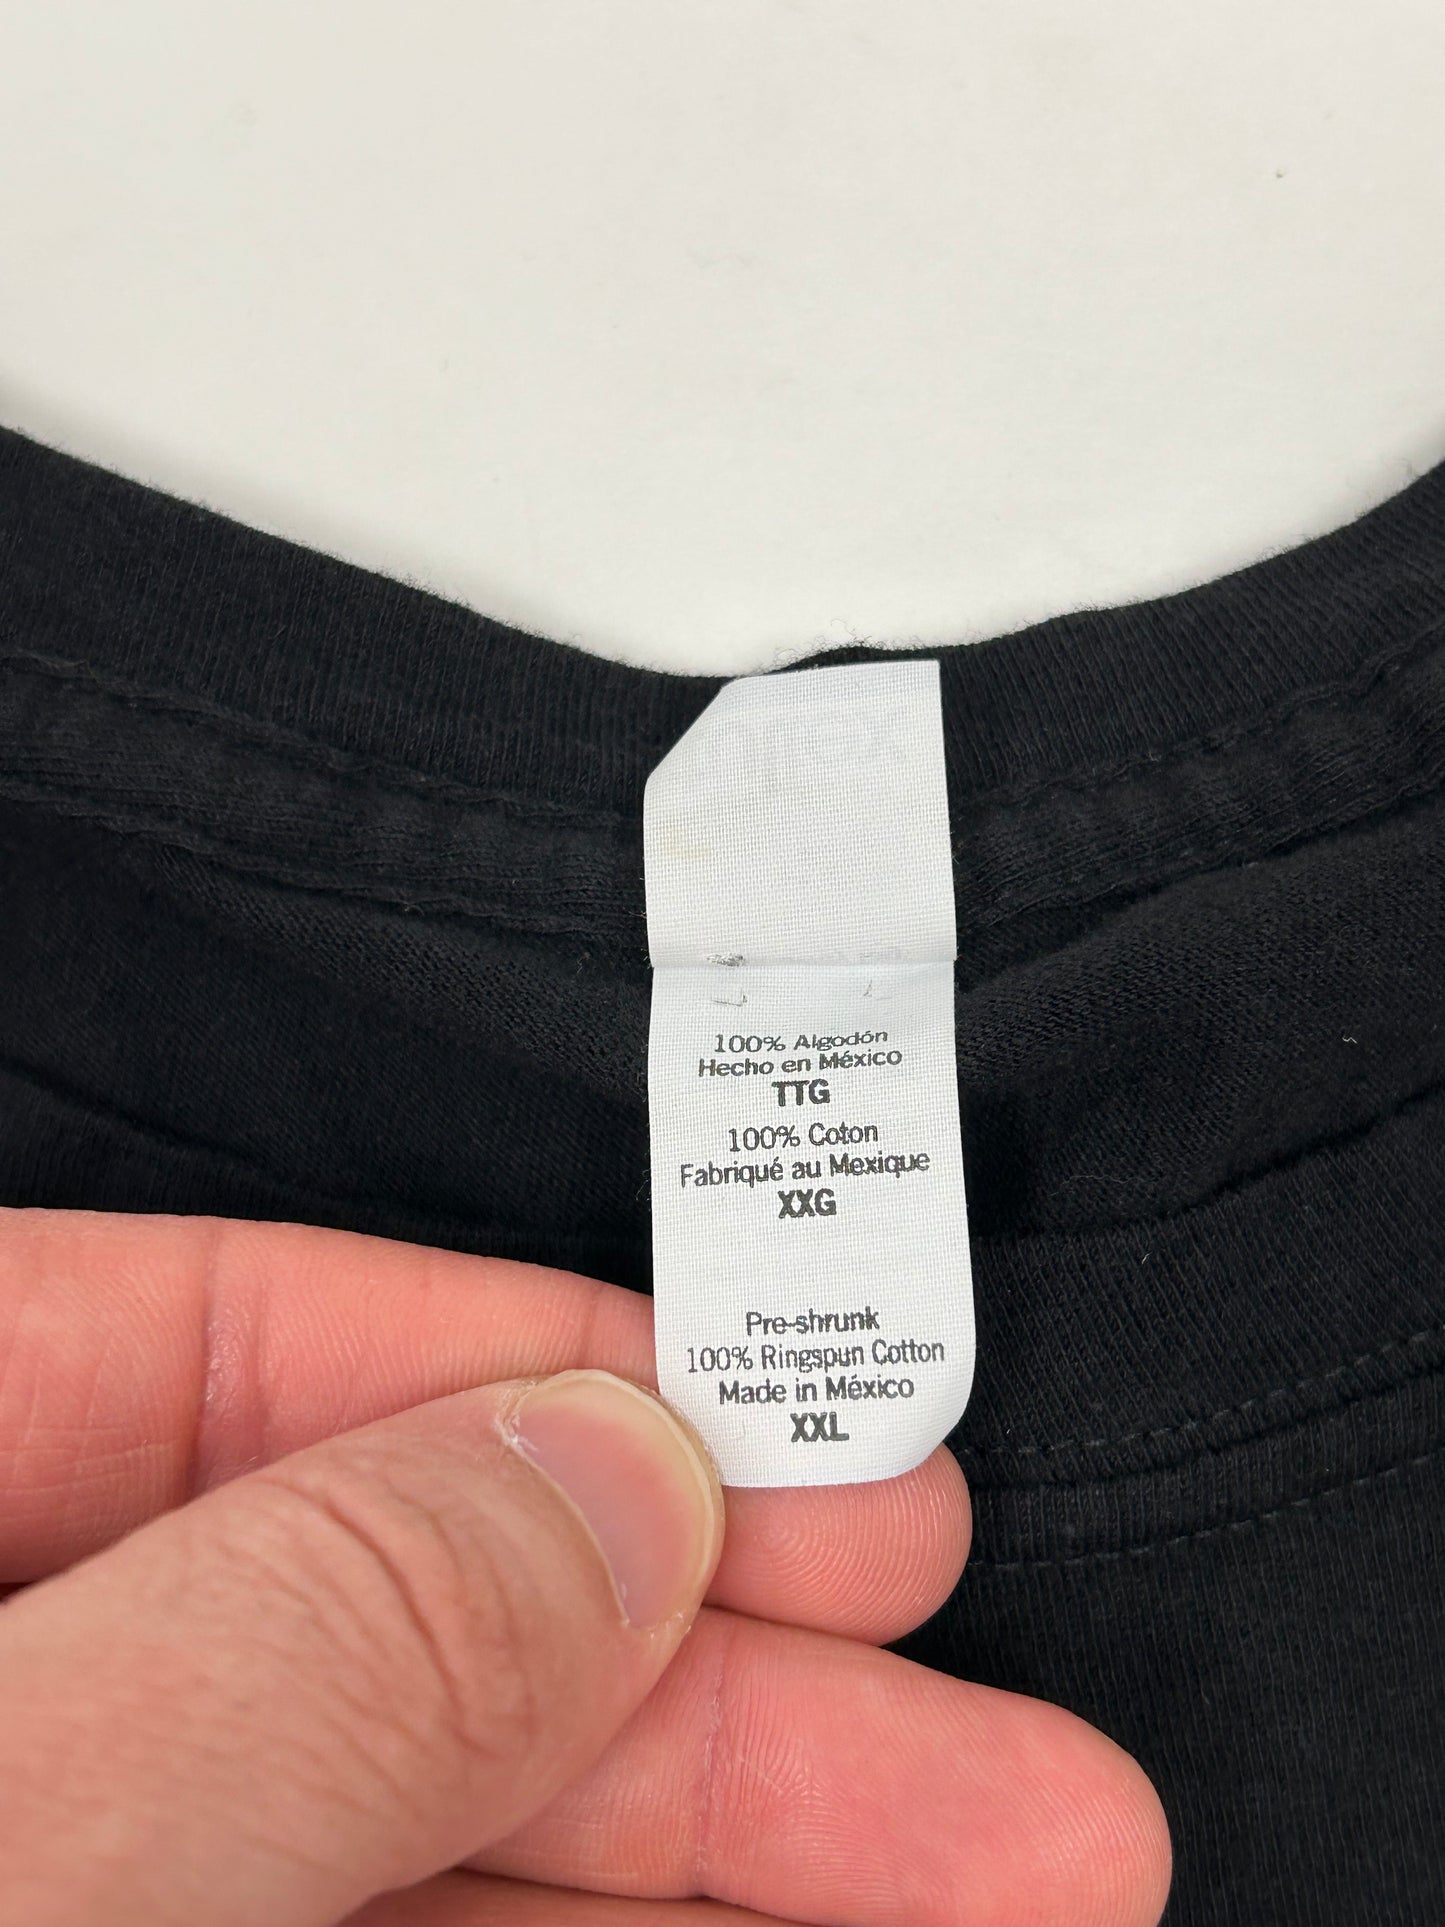 100% Algodón
Hecho en México
TTG
100% Coton
Fabriqué au Mexique
XXG
Pre-shrunk
100% Ringspun Cotton
Made in México
XXL